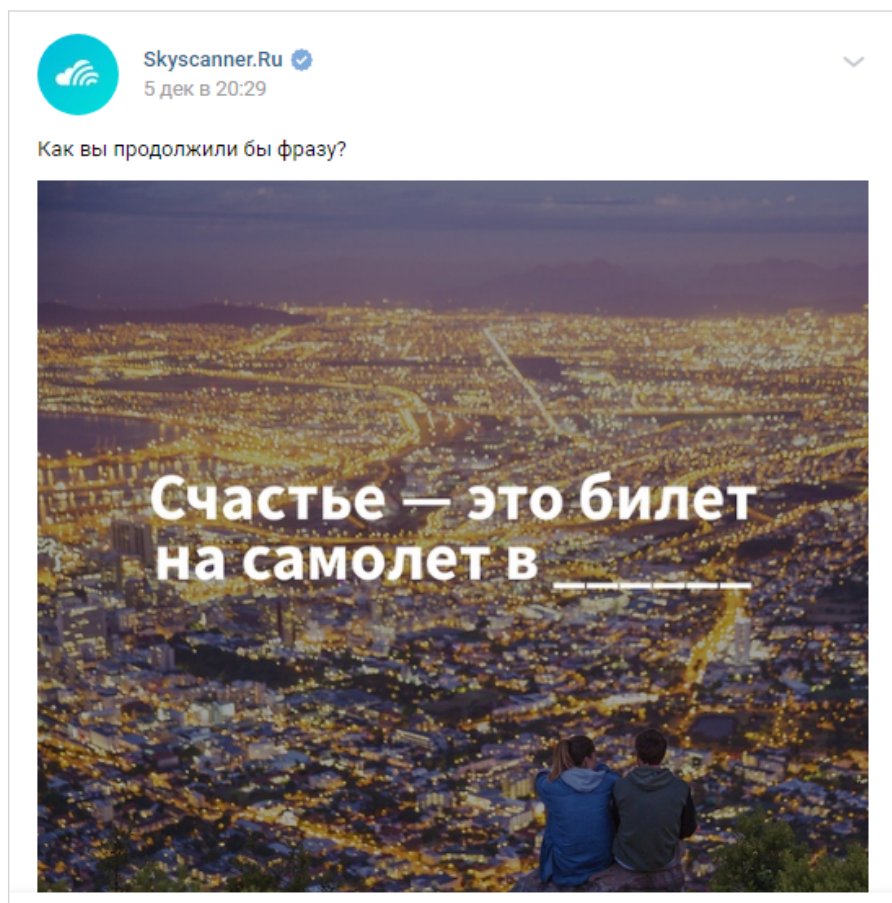 Skyscanner.Ru
5 дек в 20:29
Как вы продолжили бы фразу?
Счастье — это билет
на самолет в ______